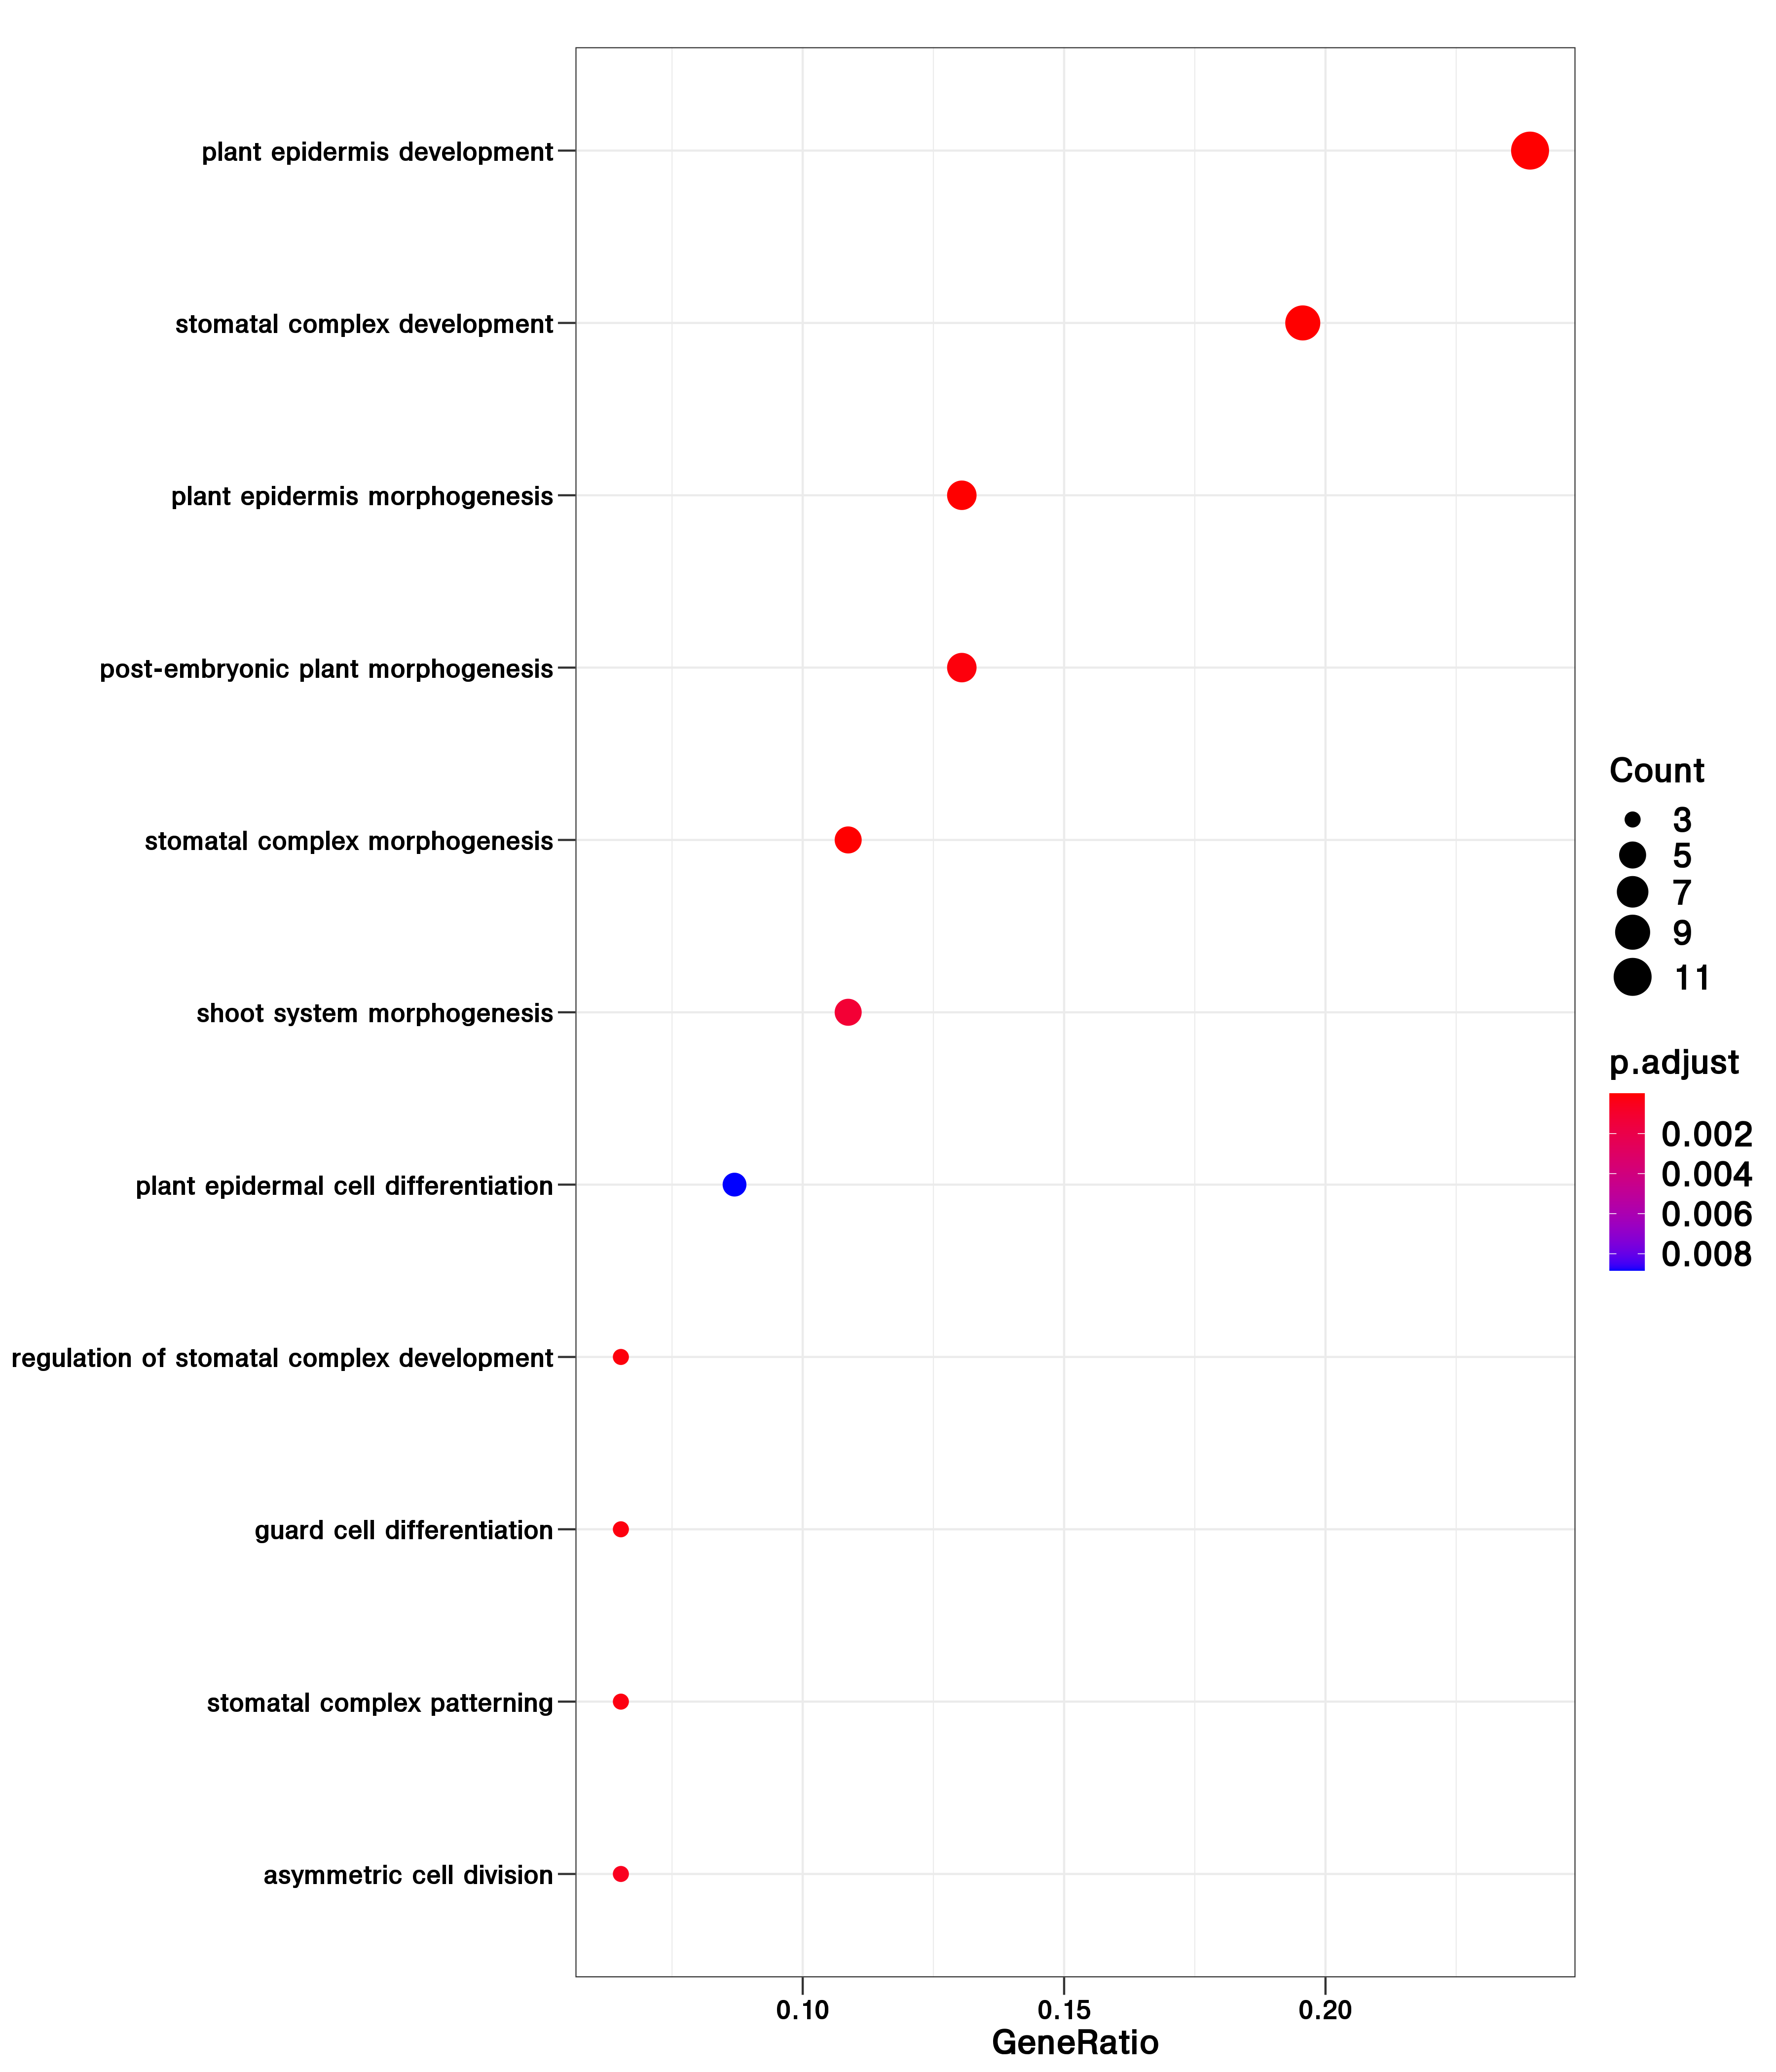 plant epidermis development
stomatal complex development
plant epidermis morphogenesis
post-embryonic plant morphogenesis
stomatal complex morphogenesis
shoot system morphogenesis
plant epidermal cell differentiation
regulation of stomatal complex development
guard cell differentiation
stomatal complex patterning
asymmetric cell division
0.10 0.15 0.20
GeneRatio
Count
3
5
7
9
11
p.adjust
0.002
0.004
0.006
0.008